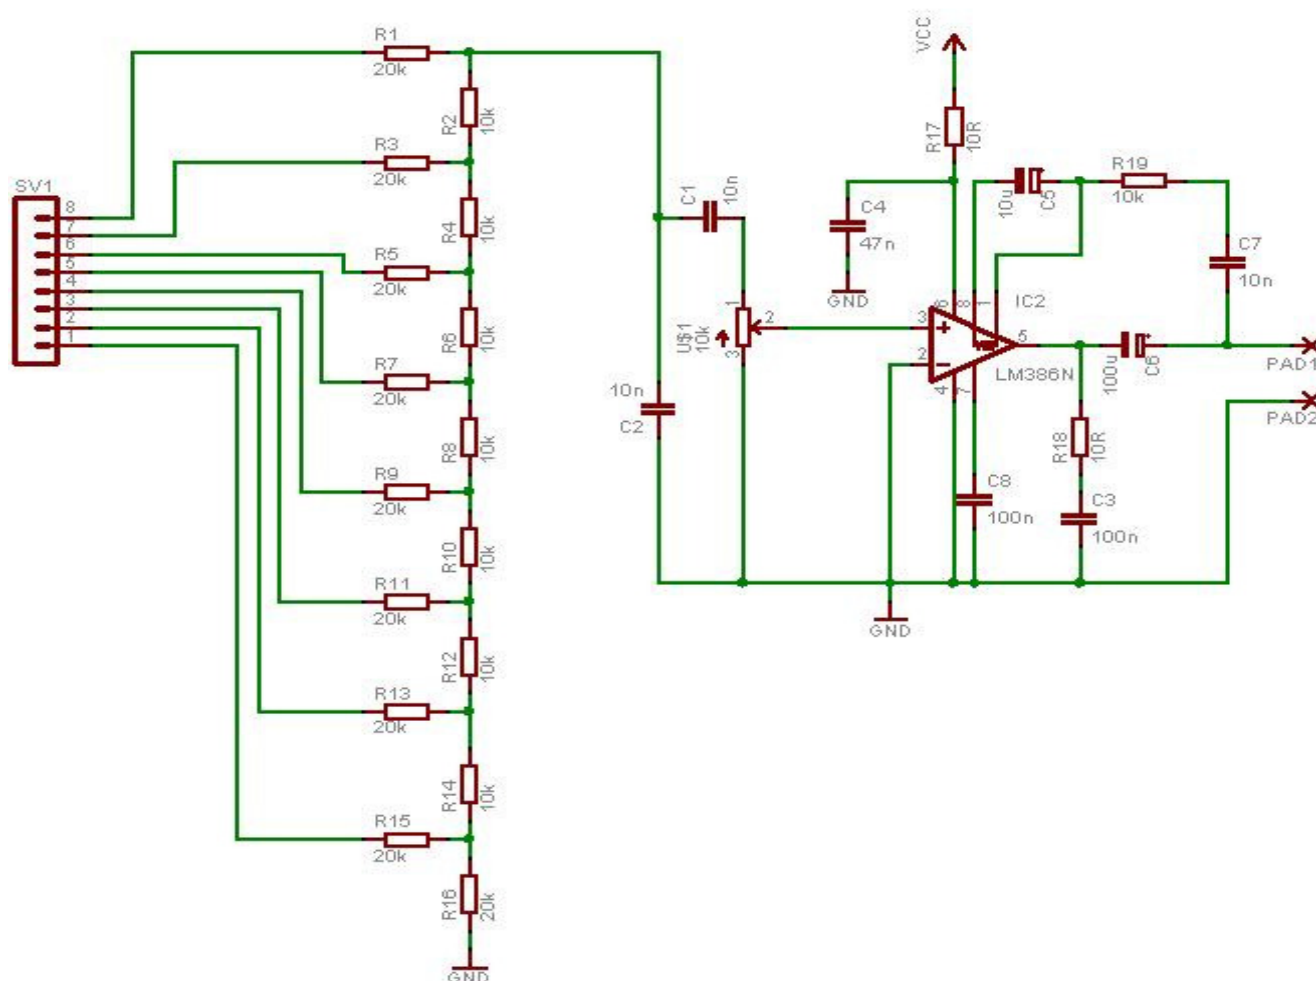 R1
20k
R2
10k
R3
20k
R4
10k
R5
20k
R6
10k
R7
20k
R8
10k
R9
20k
R10
10k
R11
20k
R12
10k
R13
20k
R14
10k
R15
20k
R16
20k
GND
SV1
8
7
6
5
4
3
2
1
C1
10n
10n
C2
U$1
10k
1
2
3
VCC
R17
10R
C4
47n
GND
10u
C5
R19
10k
C7
10n
IC2
LM386N
6
8
1
3
2
5
4
7
+
-
100u
C6
PAD1
PAD2
R18
10R
C3
100n
C8
100n
GND